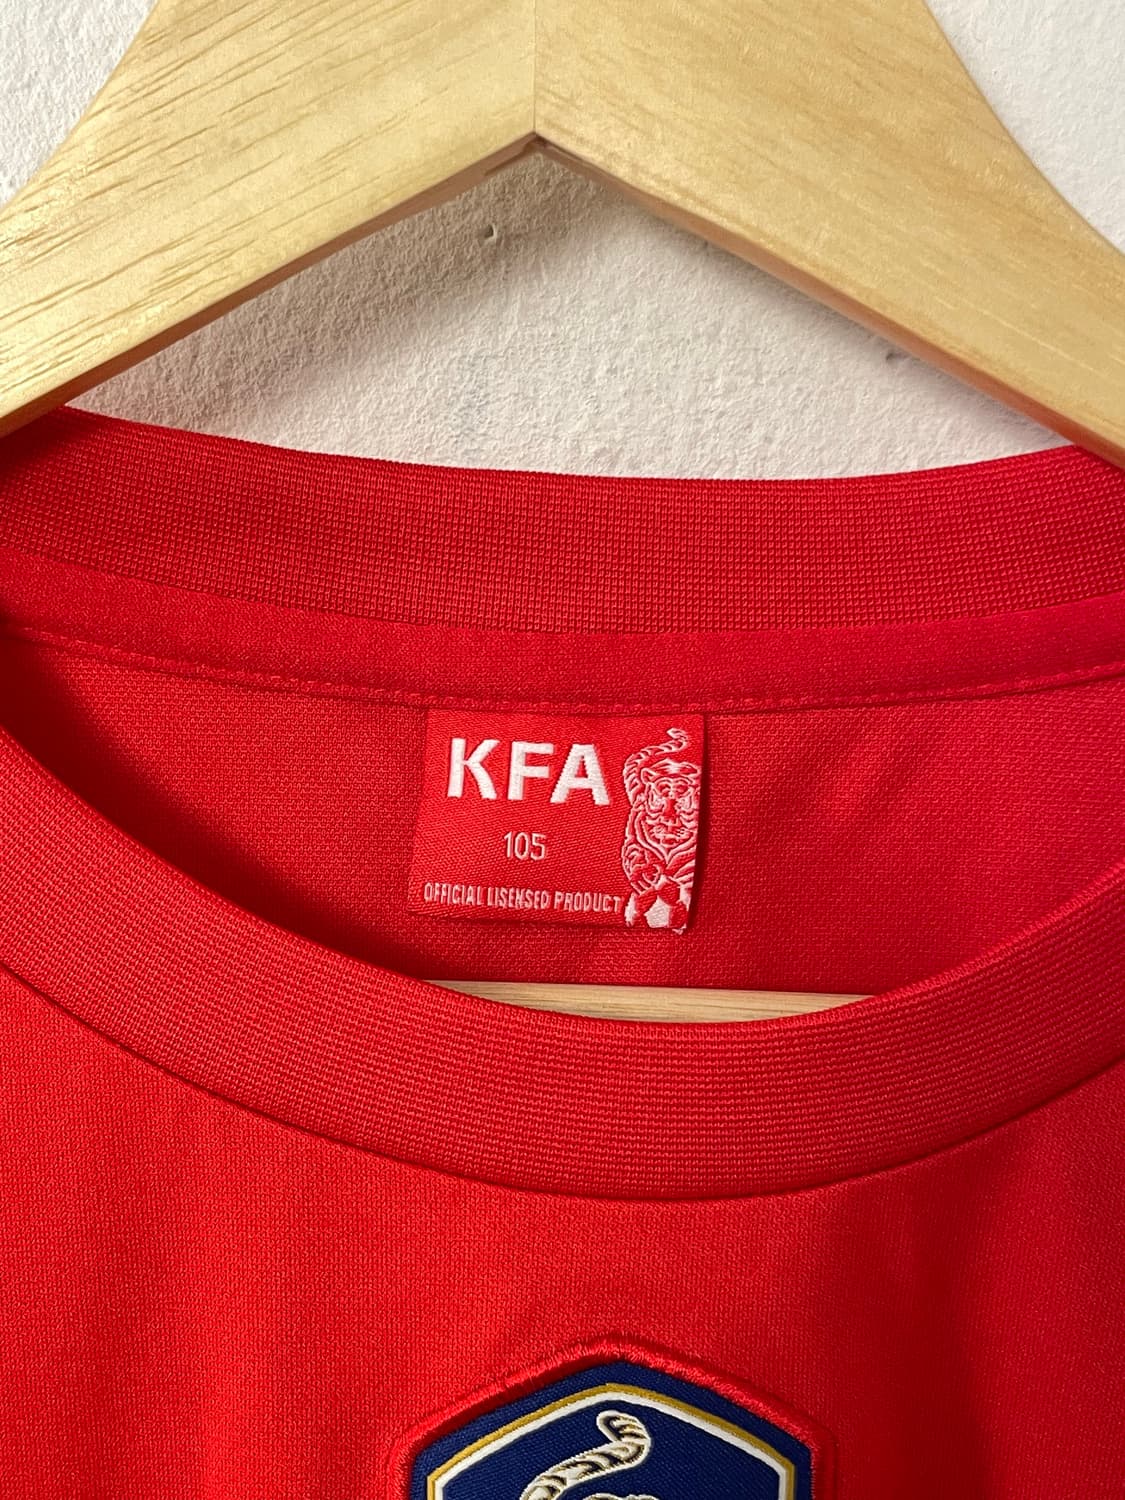 KFA
105
OFFICIAL LISENSED PRODUCT